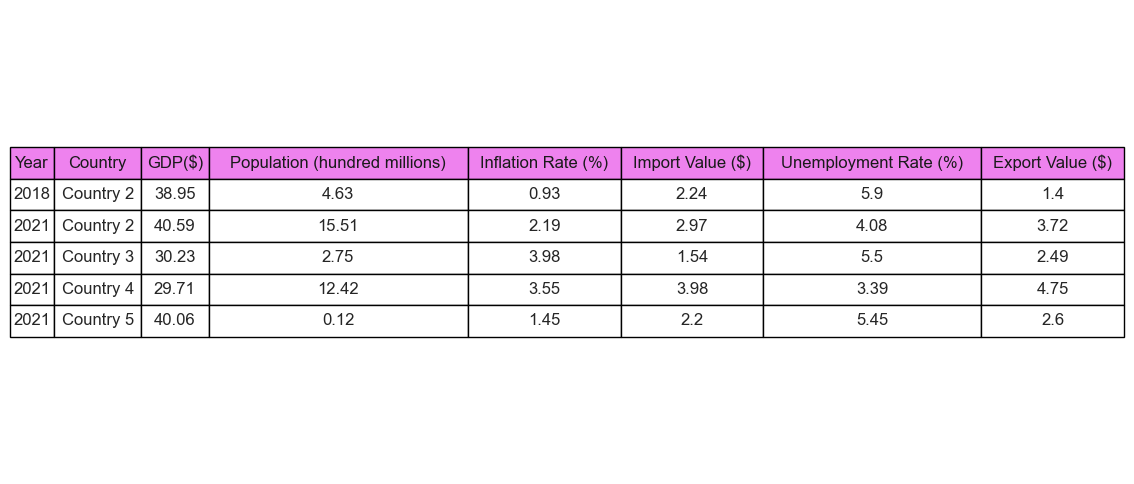 Year Country GDP($) Population (hundred millions) Inflation Rate (%) Import Value ($) Unemployment Rate (%) Export Value ($)
2018 Country 2 38.95 4.63 0.93 2.24 5.9 1.4
2021 Country 2 40.59 15.51 2.19 2.97 4.08 3.72
2021 Country 3 30.23 2.75 3.98 1.54 5.5 2.49
2021 Country 4 29.71 12.42 3.55 3.98 3.39 4.75
2021 Country 5 40.06 0.12 1.45 2.2 5.45 2.6